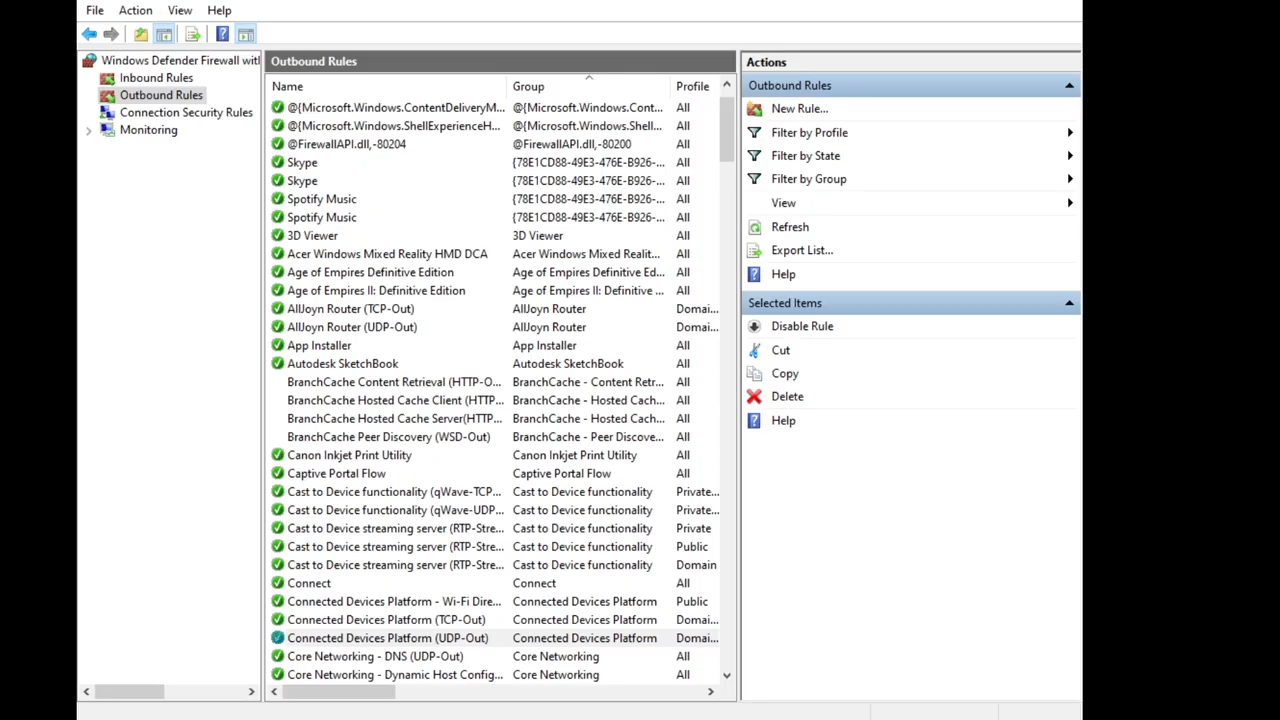 File Action View Help
Windows Defender Firewall wit
Inbound Rules
Outbound Rules
Connection Security Rules
Monitoring
Outbound Rules
Name Group Profile
@{Microsoft.Windows.ContentDeliveryM... @{Microsoft.Windows.Cont... All
@{Microsoft.Windows.ShellExperienceH... @{Microsoft.Windows.Shell... All
@FirewallAPI.dll,-80204 @FirewallAPI.dll,-80200 All
Skype {78E1CD88-49E3-476E-B926-... All
Skype {78E1CD88-49E3-476E-B926-... All
Spotify Music {78E1CD88-49E3-476E-B926-... All
Spotify Music {78E1CD88-49E3-476E-B926-... All
3D Viewer 3D Viewer All
Acer Windows Mixed Reality HMD DCA Acer Windows Mixed Realit... All
Age of Empires Definitive Edition Age of Empires Definitive Ed... All
Age of Empires II: Definitive Edition Age of Empires II: Definitive ... All
AllJoyn Router (TCP-Out) AllJoyn Router Domai...
AllJoyn Router (UDP-Out) AllJoyn Router Domai...
App Installer App Installer All
Autodesk SketchBook Autodesk SketchBook All
BranchCache Content Retrieval (HTTP-O... BranchCache - Content Retr... All
BranchCache Hosted Cache Client (HTT... BranchCache - Hosted Cach... All
BranchCache Hosted Cache Server(HTTP... BranchCache - Hosted Cach... All
BranchCache Peer Discovery (WSD-Out) BranchCache - Peer Discove... All
Canon Inkjet Print Utility Canon Inkjet Print Utility All
Captive Portal Flow Captive Portal Flow All
Cast to Device functionality (qWave-TCP... Cast to Device functionality Private...
Cast to Device functionality (qWave-UDP... Cast to Device functionality Private...
Cast to Device streaming server (RTP-Stre... Cast to Device functionality Private
Cast to Device streaming server (RTP-Stre... Cast to Device functionality Public
Cast to Device streaming server (RTP-Stre... Cast to Device functionality Domain
Connect Connect All
Connected Devices Platform - Wi-Fi Dire... Connected Devices Platform Public
Connected Devices Platform (TCP-Out) Connected Devices Platform Domai...
Connected Devices Platform (UDP-Out) Connected Devices Platform Domai...
Core Networking - DNS (UDP-Out) Core Networking All
Core Networking - Dynamic Host Config... Core Networking All
Actions
Outbound Rules
New Rule...
Filter by Profile
Filter by State
Filter by Group
View
Refresh
Export List...
Help
Selected Items
Disable Rule
Cut
Copy
Delete
Help